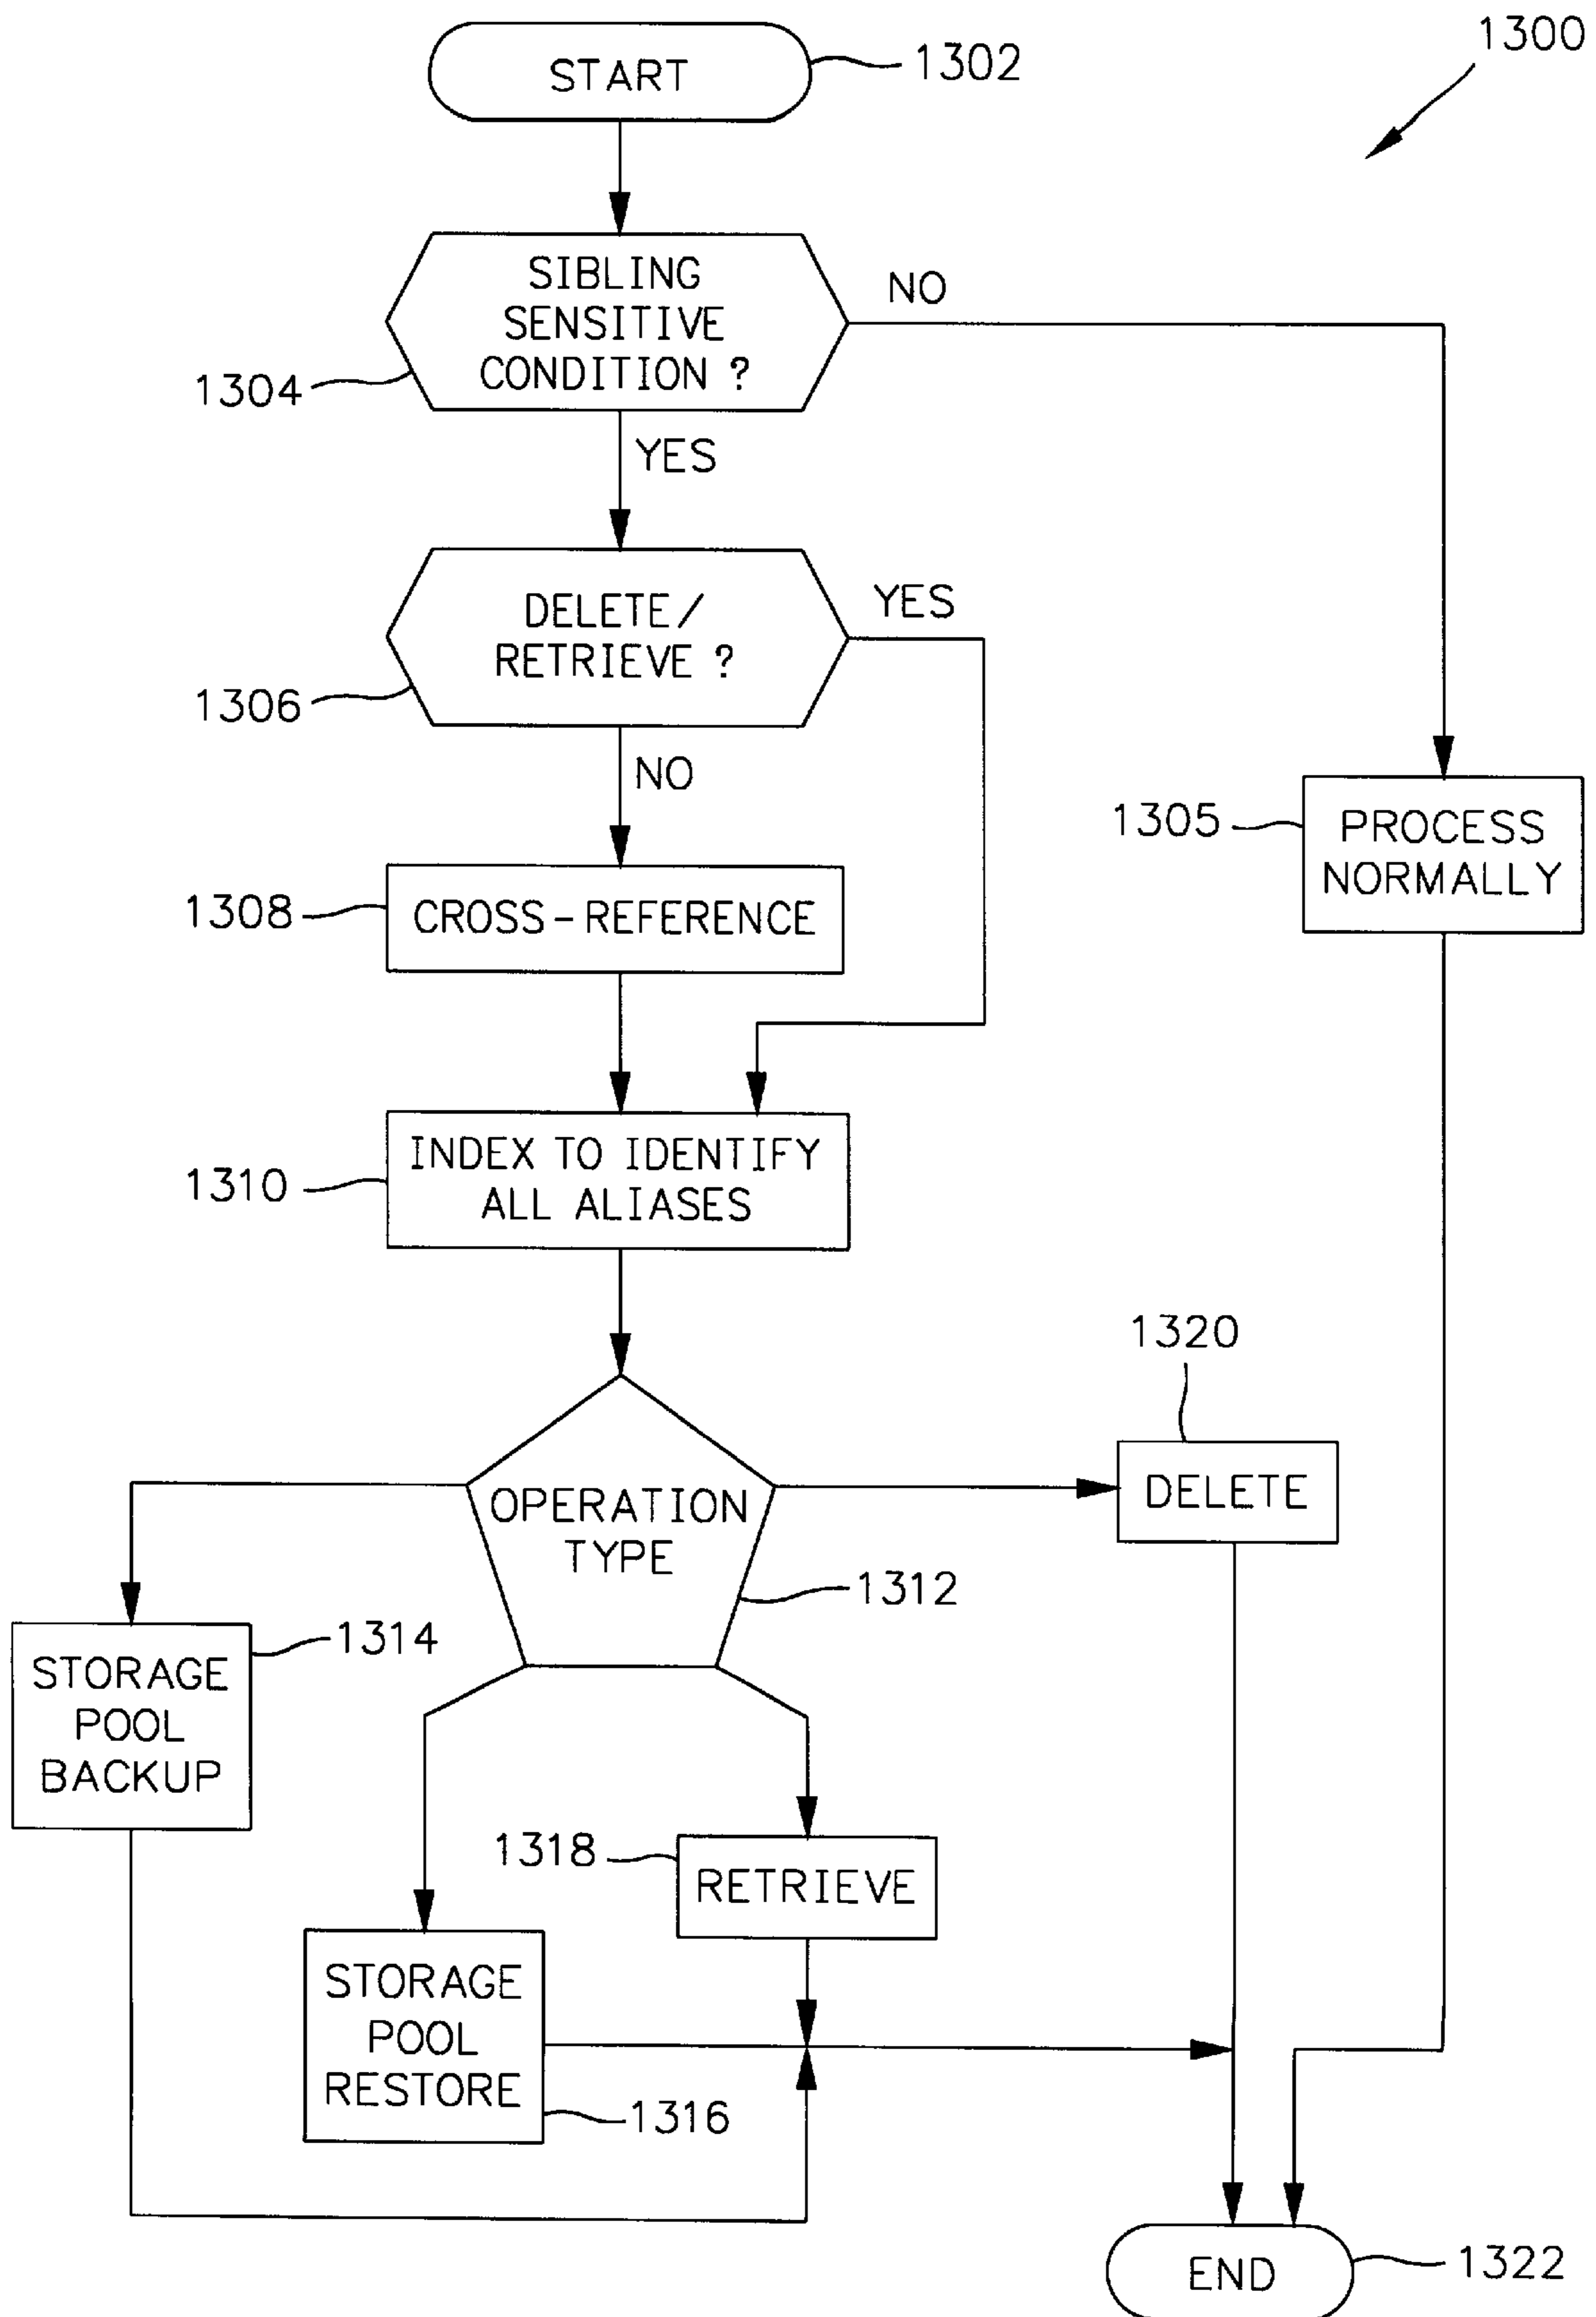 START
1302
1300
SIBLING
SENSITIVE
CONDITION ?
NO
1304
YES
DELETE/
RETRIEVE ?
YES
1306
NO
1305
PROCESS
NORMALLY
1308
CROSS-REFERENCE
1310
INDEX TO IDENTIFY
ALL ALIASES
1320
DELETE
OPERATION
TYPE
1312
1314
STORAGE
POOL
BACKUP
1318
RETRIEVE
STORAGE
POOL
RESTORE
1316
END
1322